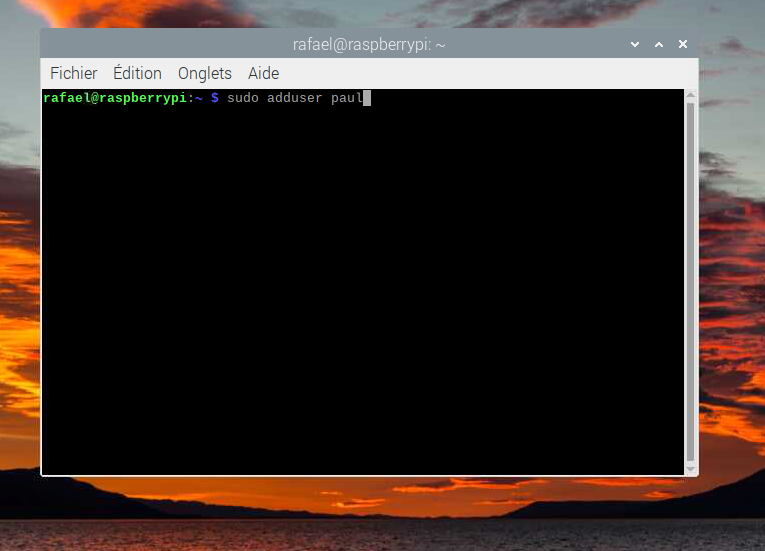 rafael@raspberrypi: ~
Fichier Édition Onglets Aide
rafael@raspberrypi:~ $ sudo adduser paul